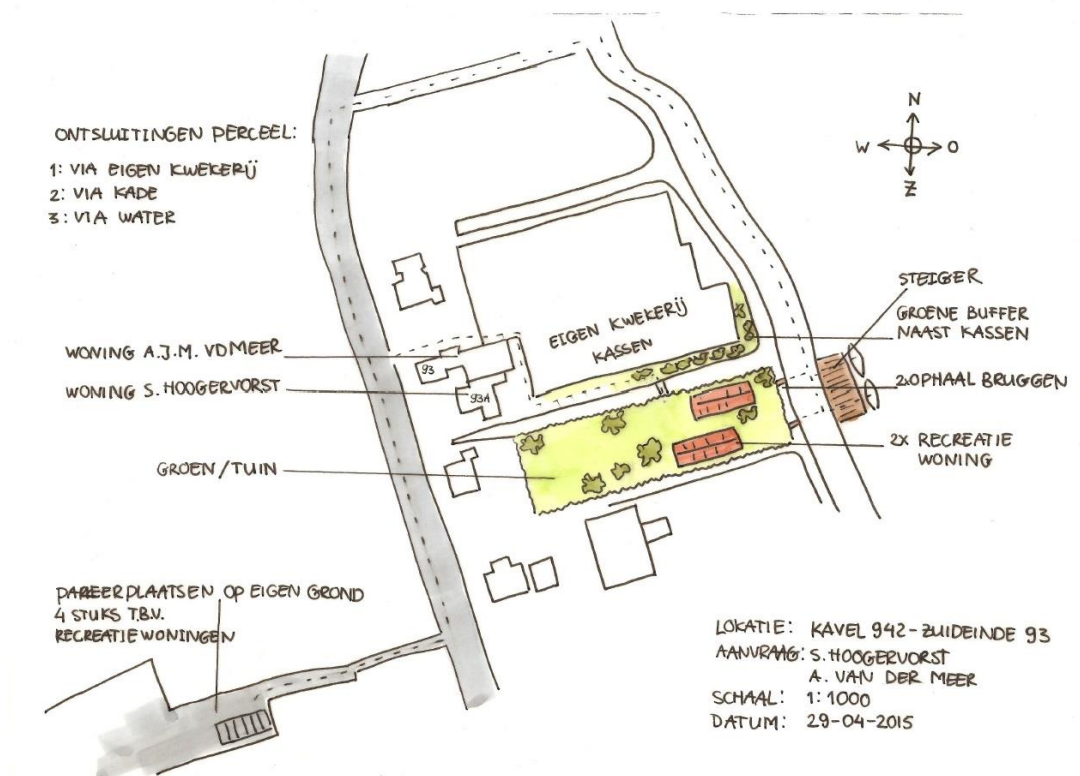 ONTSLUITINGEN PERCEEL:
1: VIA EIGEN KWEKERIJ
2: VIA KADE
3: VIA WATER
N
W
O
Z
STEIGER
GROENE BUFFER
NAAST KASSEN
EIGEN KWEKERIJ
KASSEN
WONING A.J.M. VDMEER
93
WONING S. HOOGERVORST
93A
2x OPHAAL BRUGGEN
2X RECREATIE
WONING
GROEN/TUIN
PARKEERPLAATSEN OP EIGEN GROND
4 STUKS T.B.V.
RECREATIEWONINGEN
LOKATIE: KAVEL 942-ZUIDEINDE 93
AANVRAAG: S. HOOGERVORST
A. VAN DER MEER
SCHAAL: 1:1000
DATUM: 29-04-2015